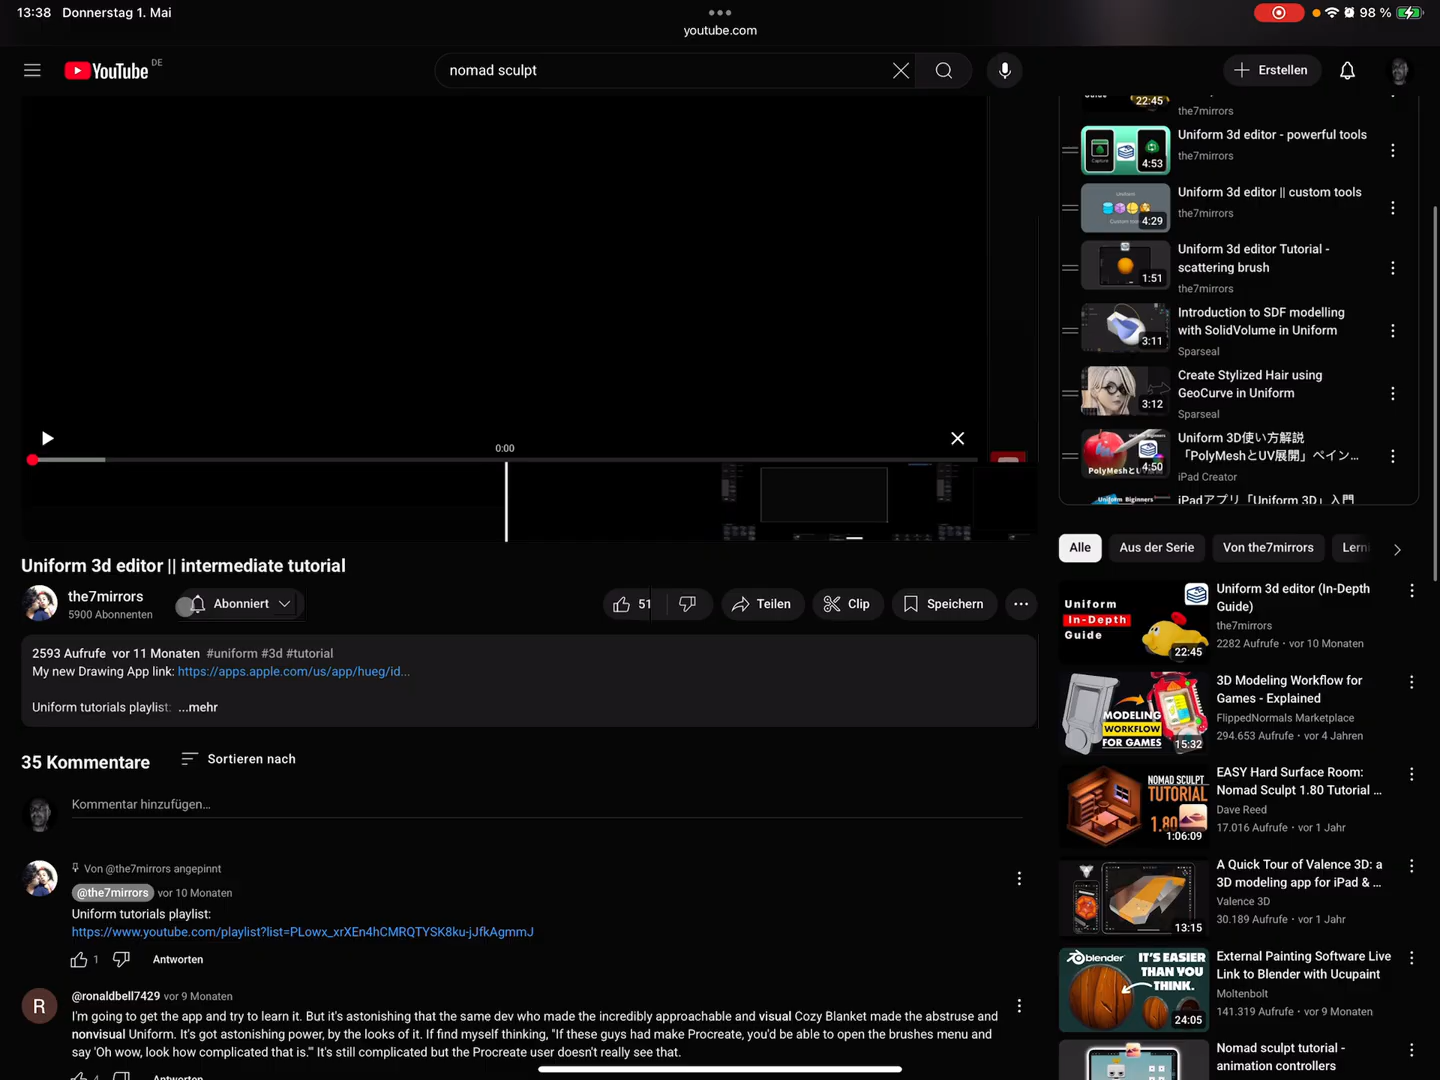 13:38 Donnerstag 1. Mai
youtube.com
98 %
YouTube DE
nomad sculpt
Erstellen
0:00
Uniform 3d editor || intermediate tutorial
the7mirrors
5900 Abonnenten
Abonniert
51
Teilen
Clip
Speichern
2593 Aufrufe vor 11 Monaten #uniform #3d #tutorial
My new Drawing App link: https://apps.apple.com/us/app/hueg/id...
Uniform tutorials playlist: ...mehr
35 Kommentare
Sortieren nach
Kommentar hinzufügen...
Von @the7mirrors angepinnt
@the7mirrors vor 10 Monaten
Uniform tutorials playlist:
https://www.youtube.com/playlist?list=PLowx_xrXEn4hCMRQTYSK8ku-jJfkAgmmJ
1
Antworten
R
@ronaldbell7429 vor 9 Monaten
I'm going to get the app and try to learn it. But it's astonishing that the same dev who made the incredibly approachable and visual Cozy Blanket made the abstruse and
nonvisual Uniform. It's got astonishing power, by the looks of it. If find myself thinking, "If these guys had make Procreate, you'd be able to open the brushes menu and
say 'Oh wow, look how complicated that is.'" It's still complicated but the Procreate user doesn't really see that.
4
Antworten
22:45
the7mirrors
Capture
4:53
Uniform 3d editor - powerful tools
the7mirrors
4:29
Uniform 3d editor || custom tools
the7mirrors
1:51
Uniform 3d editor Tutorial -
scattering brush
the7mirrors
3:11
Introduction to SDF modelling
with SolidVolume in Uniform
Sparseal
3:12
Create Stylized Hair using
GeoCurve in Uniform
Sparseal
PolyMeshとU
4:50
Uniform 3D使い方解説
「PolyMeshとUV展開」ペイン...
iPad Creator
Uniform Biginners
iPadアプリ「Uniform 3D」入門
Alle
Aus der Serie
Von the7mirrors
Lerni
Uniform
In-Depth
Guide
22:45
Uniform 3d editor (In-Depth
Guide)
the7mirrors
2282 Aufrufe • vor 10 Monaten
MODELING
WORKFLOW
FOR GAMES
15:32
3D Modeling Workflow for
Games - Explained
FlippedNormals Marketplace
294.653 Aufrufe • vor 4 Jahren
NOMAD SCULPT
TUTORIAL
1.80
1:06:09
EASY Hard Surface Room:
Nomad Sculpt 1.80 Tutorial ...
Dave Reed
17.016 Aufrufe • vor 1 Jahr
13:15
A Quick Tour of Valence 3D: a
3D modeling app for iPad & ...
Valence 3D
30.189 Aufrufe • vor 1 Jahr
blender
IT'S EASIER
THAN YOU
THINK.
24:05
External Painting Software Live
Link to Blender with Ucupaint
Moltenbolt
141.319 Aufrufe • vor 9 Monaten
Nomad sculpt tutorial -
animation controllers